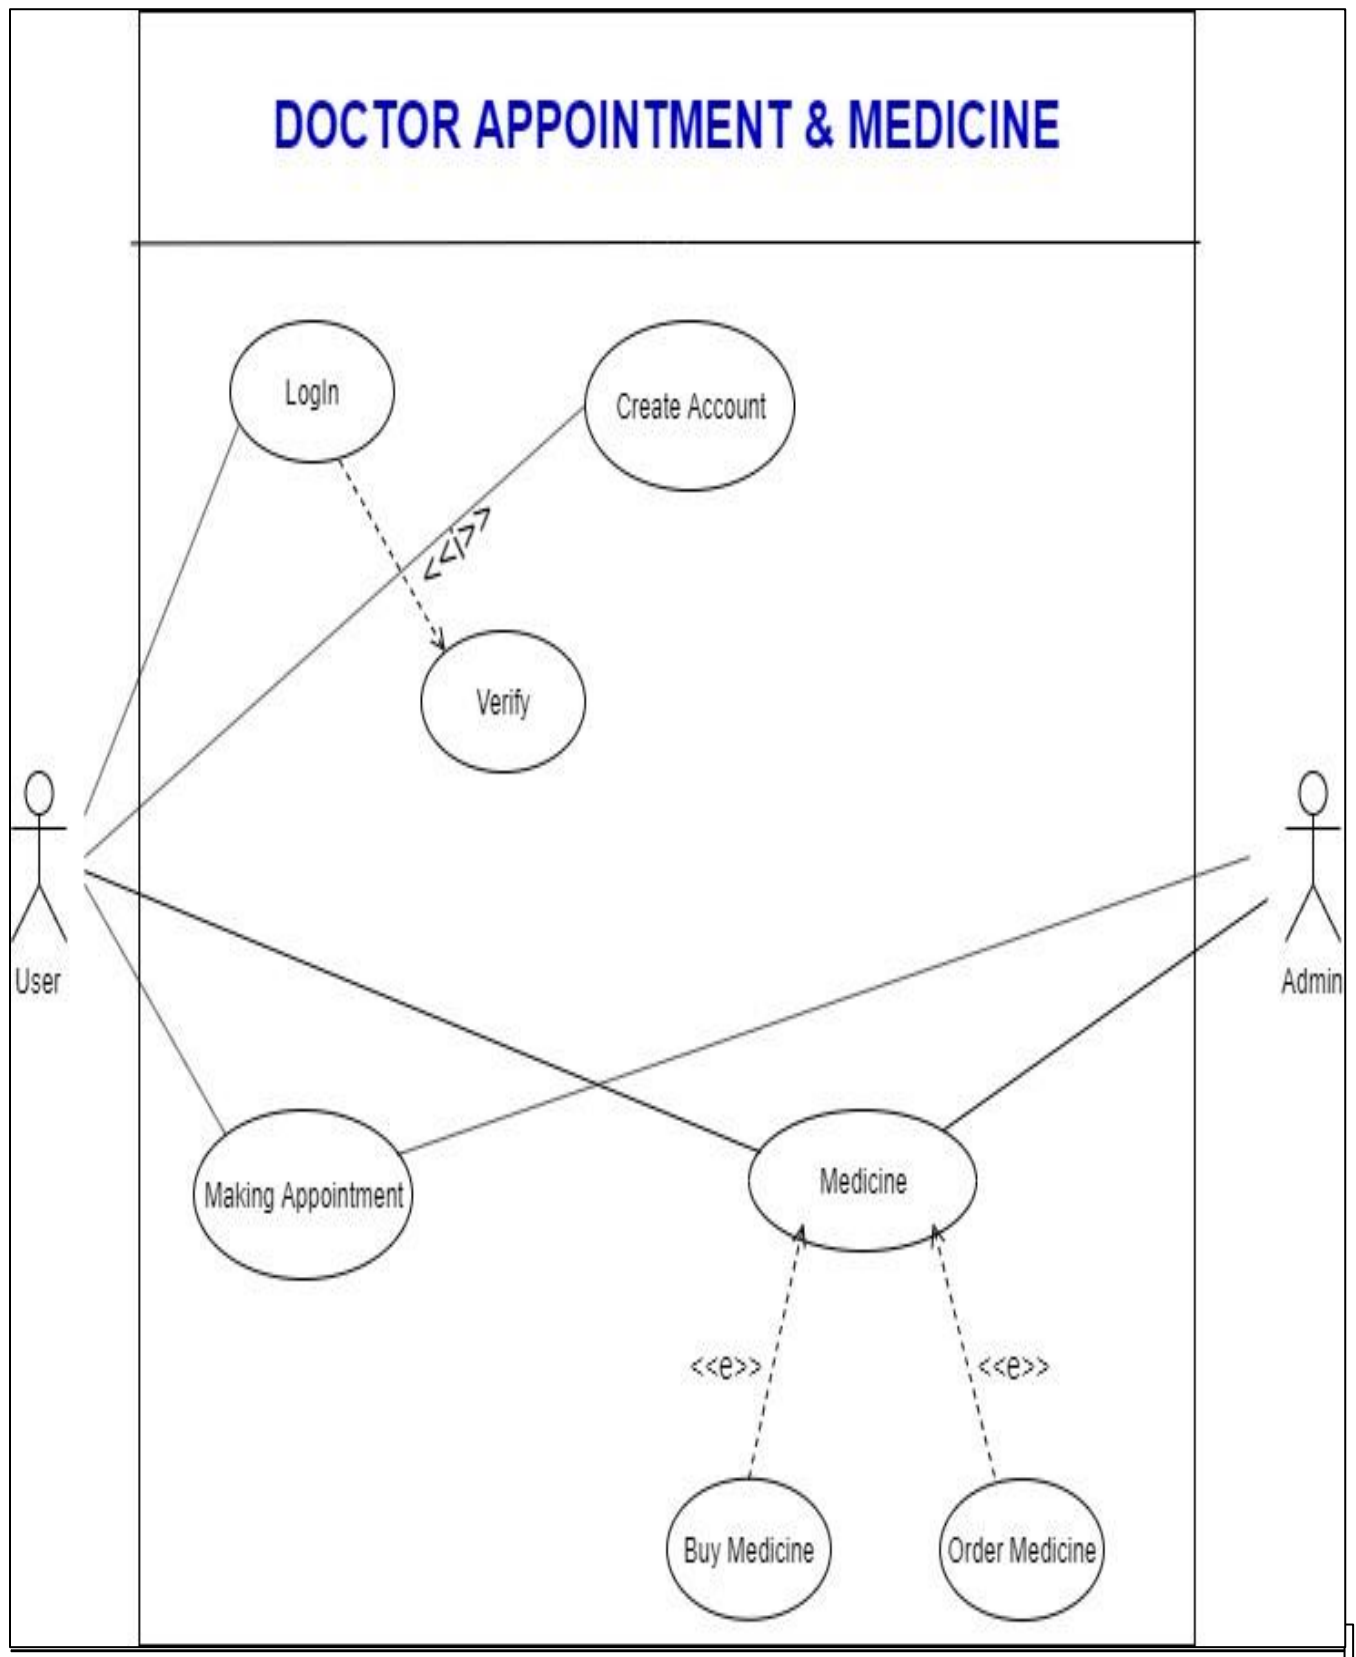 DOCTOR APPOINTMENT & MEDICINE
LogIn
Create Account
<<i>>
Verify
User
Admin
Making Appointment
Medicine
<<e>>
<<e>>
Buy Medicine
Order Medicine